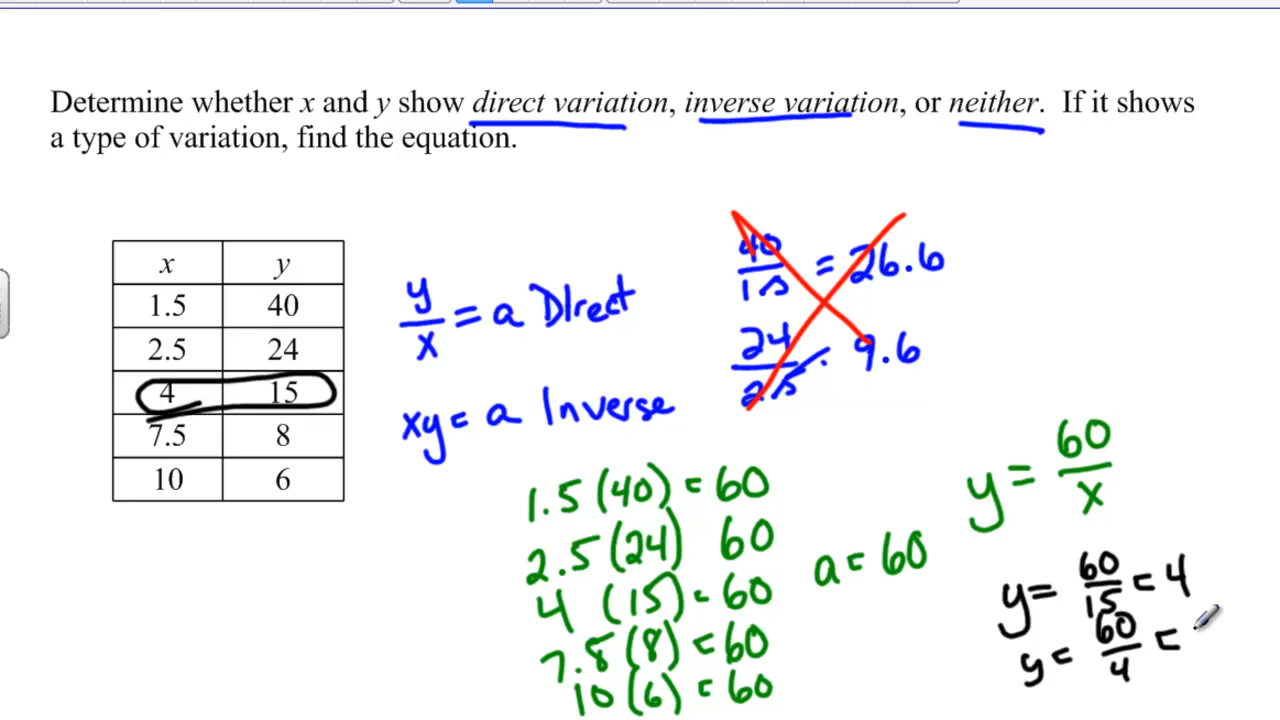 Determine whether x and y show direct variation, inverse variation, or neither. If it shows
a type of variation, find the equation.
x y
1.5 40
2.5 24
4 15
7.5 8
10 6
y/x = a Direct
xy = a Inverse
40/1.5 = 26.6
24/2.5 . 9.6
1.5 (40) = 60
2.5 (24) 60
4 (15) = 60
7.5 (8) = 60
10 (6) = 60
a = 60
y = 60/x
y = 60/15 = 4
y = 60/4 =